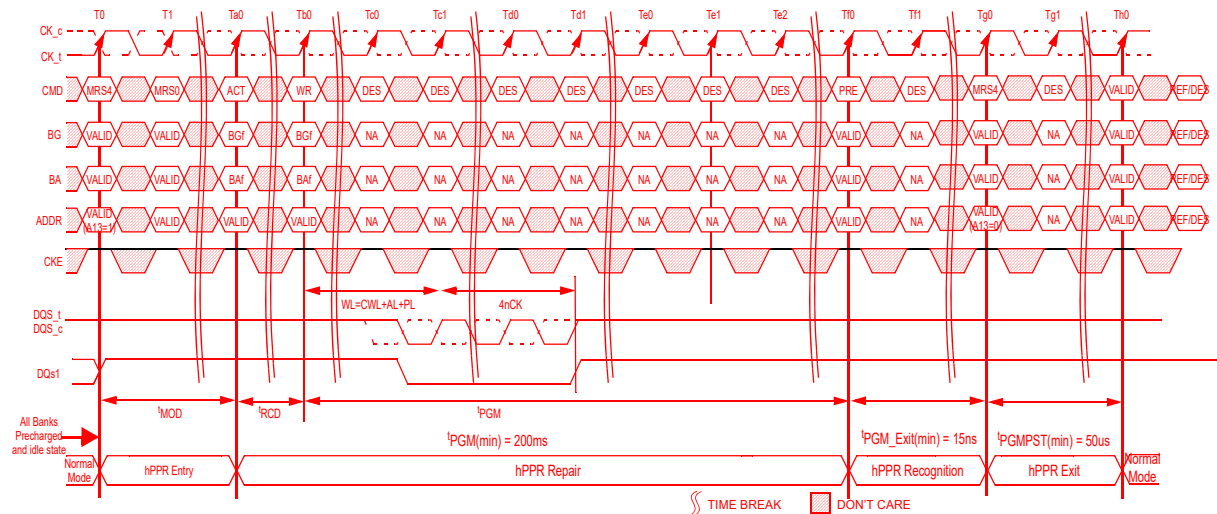 T0 T1 Ta0 Tb0 Tc0 Tc1 Td0 Td1 Te0 Te1 Te2 Tf0 Tf1 Tg0 Tg1 Th0
CK_c
CK_t
CMD MRS4 MRS0 ACT WR DES DES DES DES DES DES DES PRE DES MRS4 DES VALID REF/DES
BG VALID VALID BGf BGf NA NA NA NA NA NA NA VALID NA VALID NA VALID REF/DES
BA VALID VALID BAf BAf NA NA NA NA NA NA NA VALID NA VALID NA VALID REF/DES
ADDR VALID (A13=1) VALID VALID VALID NA NA NA NA NA NA NA VALID NA VALID (A13=0) NA VALID REF/DES
CKE
WL=CWL+AL+PL 4nCK
DQS_t
DQS_c
DQs1
tMOD tRCD tPGM
All Banks
Precharged
and idle state
tPGM(min) = 200ms tPGM_Exit(min) = 15ns tPGMPST(min) = 50us
Normal Mode hPPR Entry hPPR Repair hPPR Recognition hPPR Exit Normal Mode
TIME BREAK DON'T CARE